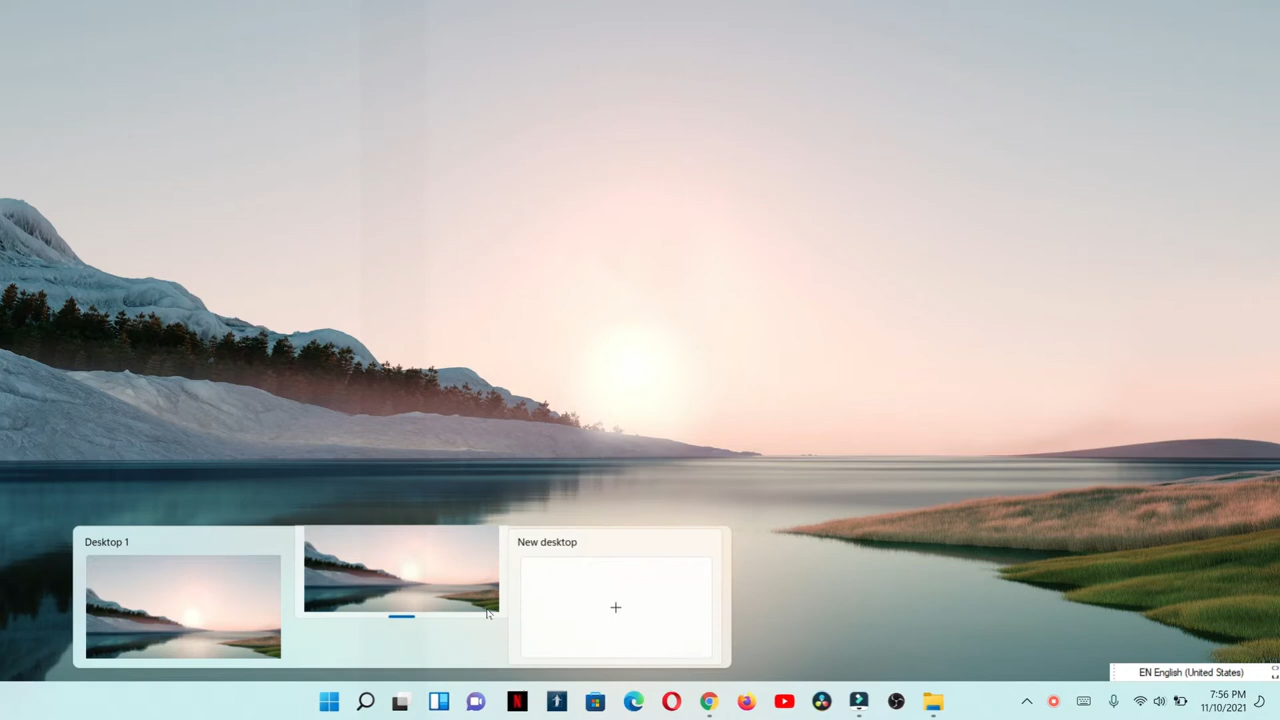 Desktop 1
New desktop
EN English (United States)
7:56 PM
11/10/2021